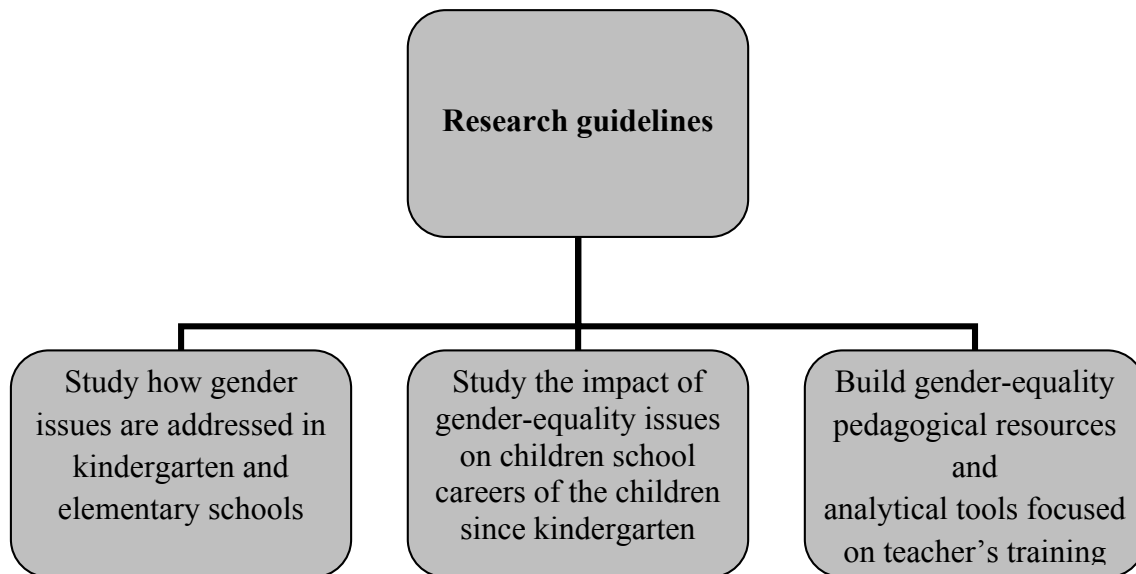 Research guidelines
Study how gender
issues are addressed in
kindergarten and
elementary schools
Study the impact of
gender-equality issues
on children school
careers of the children
since kindergarten
Build gender-equality
pedagogical resources
and
analytical tools focused
on teacher’s training